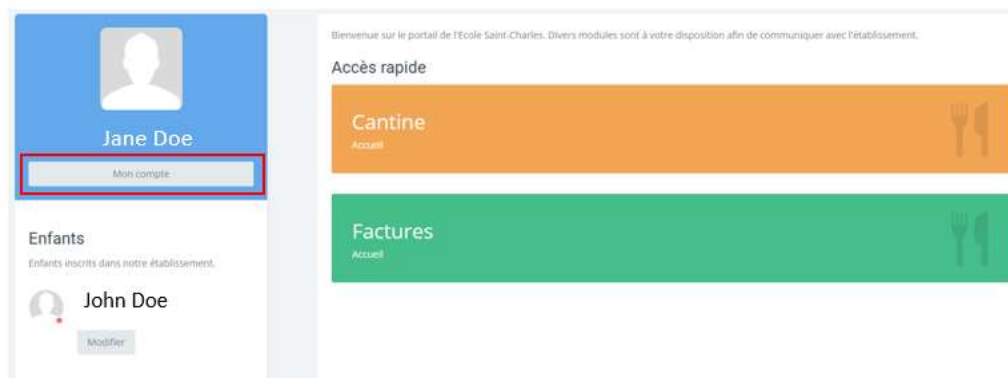 Jane Doe
Mon compte
Enfants
Enfants inscrits dans notre établissement.
John Doe
Modifier
Bienvenue sur le portail de l'Ecole Saint-Charles. Divers modules sont à votre disposition afin de communiquer avec l'établissement.
Accès rapide
Cantine
Accueil
Factures
Accueil